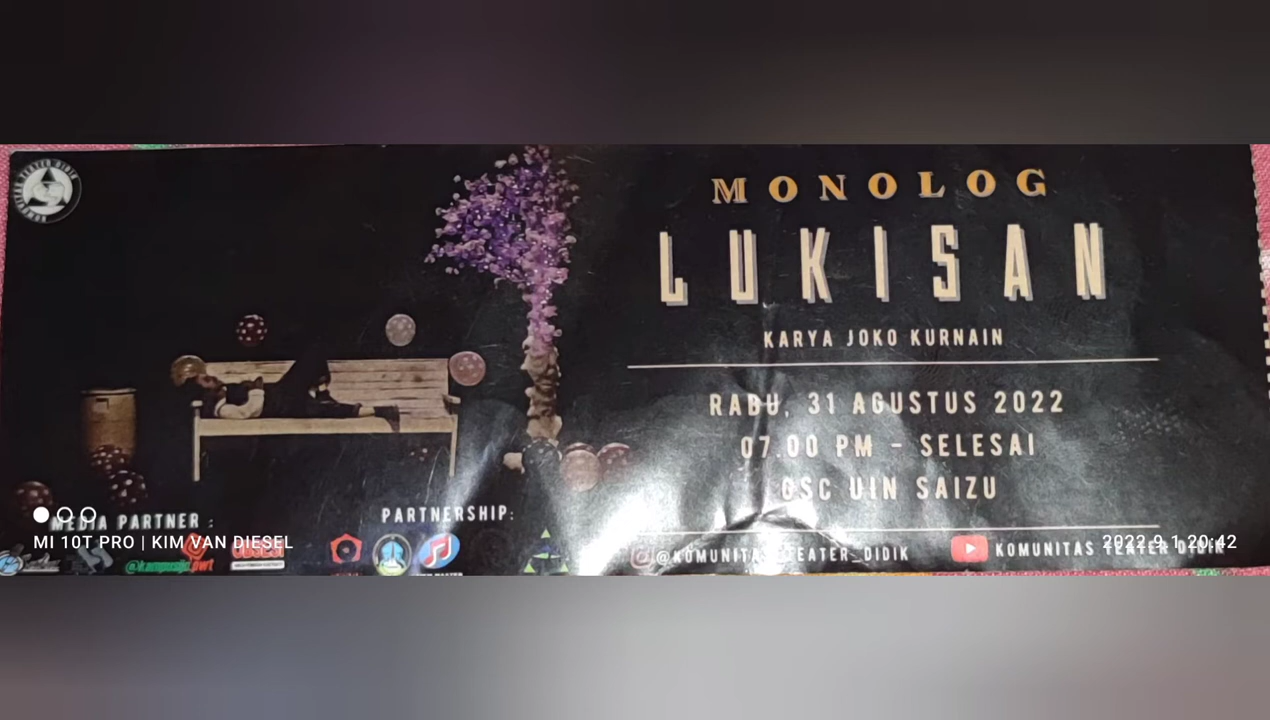 MONOLOG
LUKISAN
KARYA JOKO KURNAIN
RABU, 31 AGUSTUS 2022
07.00 PM - SELESAI
GSC UIN SAIZU
MEDIA PARTNER :
PARTNERSHIP:
MI 10T PRO | KIM VAN DIESEL
2022.9.1 20:42
@KOMUNITAS_TEATER_DIDIK
KOMUNITAS TEATER DIDIK